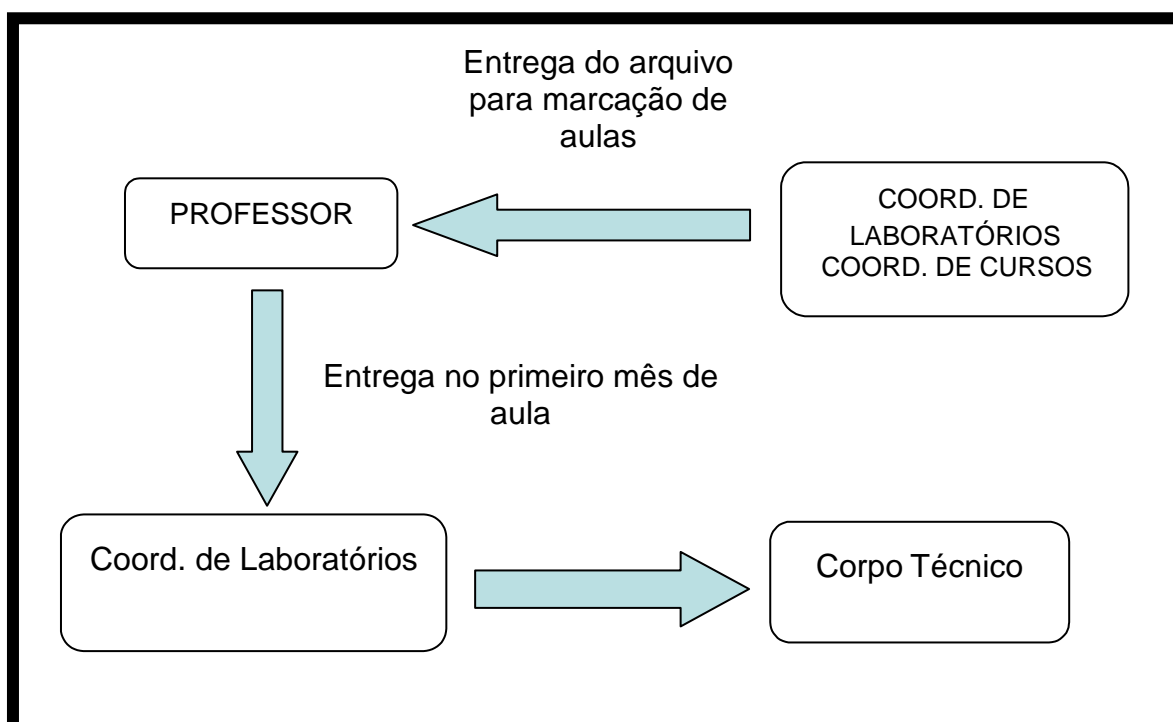 Entrega do arquivo
para marcação de
aulas
PROFESSOR
COORD. DE
LABORATÓRIOS
COORD. DE CURSOS
Entrega no primeiro mês de
aula
Coord. de Laboratórios
Corpo Técnico